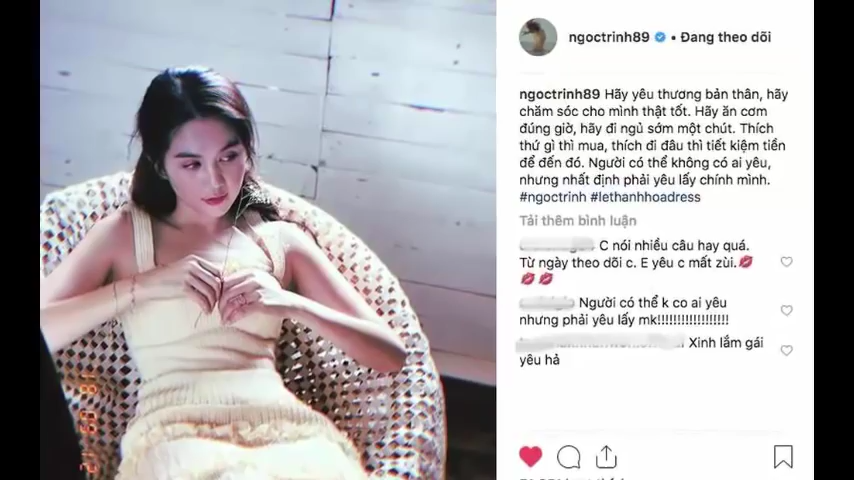 ngoctrinh89 • Đang theo dõi
ngoctrinh89 Hãy yêu thương bản thân, hãy
chăm sóc cho mình thật tốt. Hãy ăn cơm
đúng giờ, hãy đi ngủ sớm một chút. Thích
thứ gì thì mua, thích đi đâu thì tiết kiệm tiền
để đến đó. Người có thể không có ai yêu,
nhưng nhất định phải yêu lấy chính mình.
#ngoctrinh #lethanhhoadress
Tải thêm bình luận
C nói nhiều câu hay quá.
Từ ngày theo dõi c. E yêu c mất zùi.💋
💋💋
Người có thể k co ai yêu
nhưng phải yêu lấy mk!!!!!!!!!!!!!!!!!!
Xinh lắm gái
yêu hả